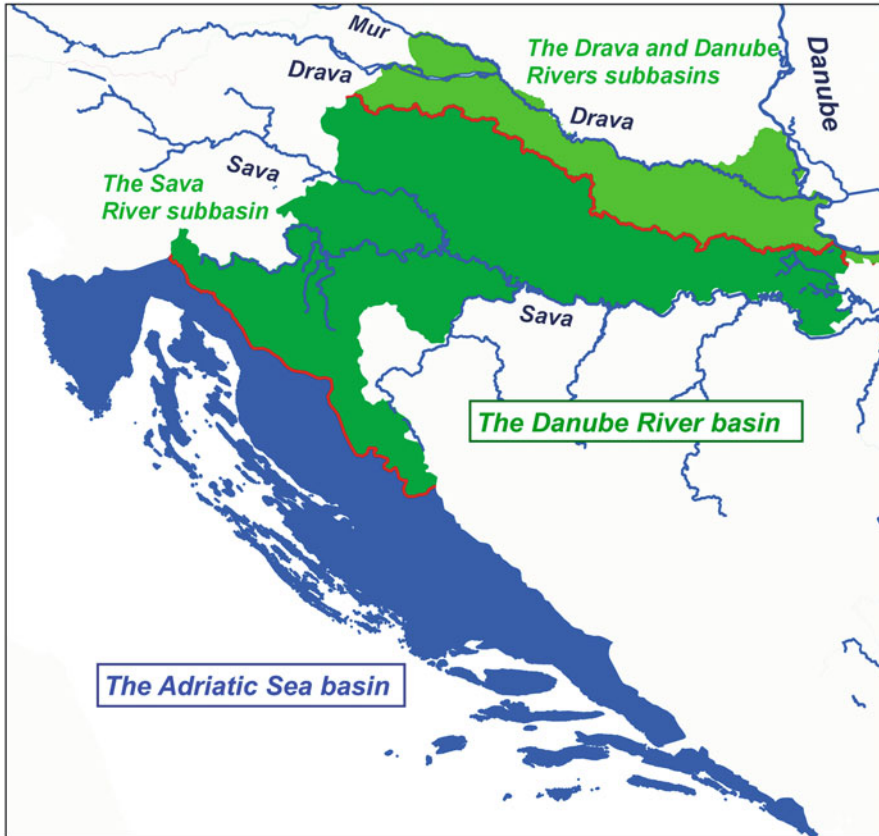 Mur
The Drava and Danube
Rivers subbasins
Drava
Danube
Drava
Sava
The Sava
River subbasin
Sava
The Danube River basin
The Adriatic Sea basin